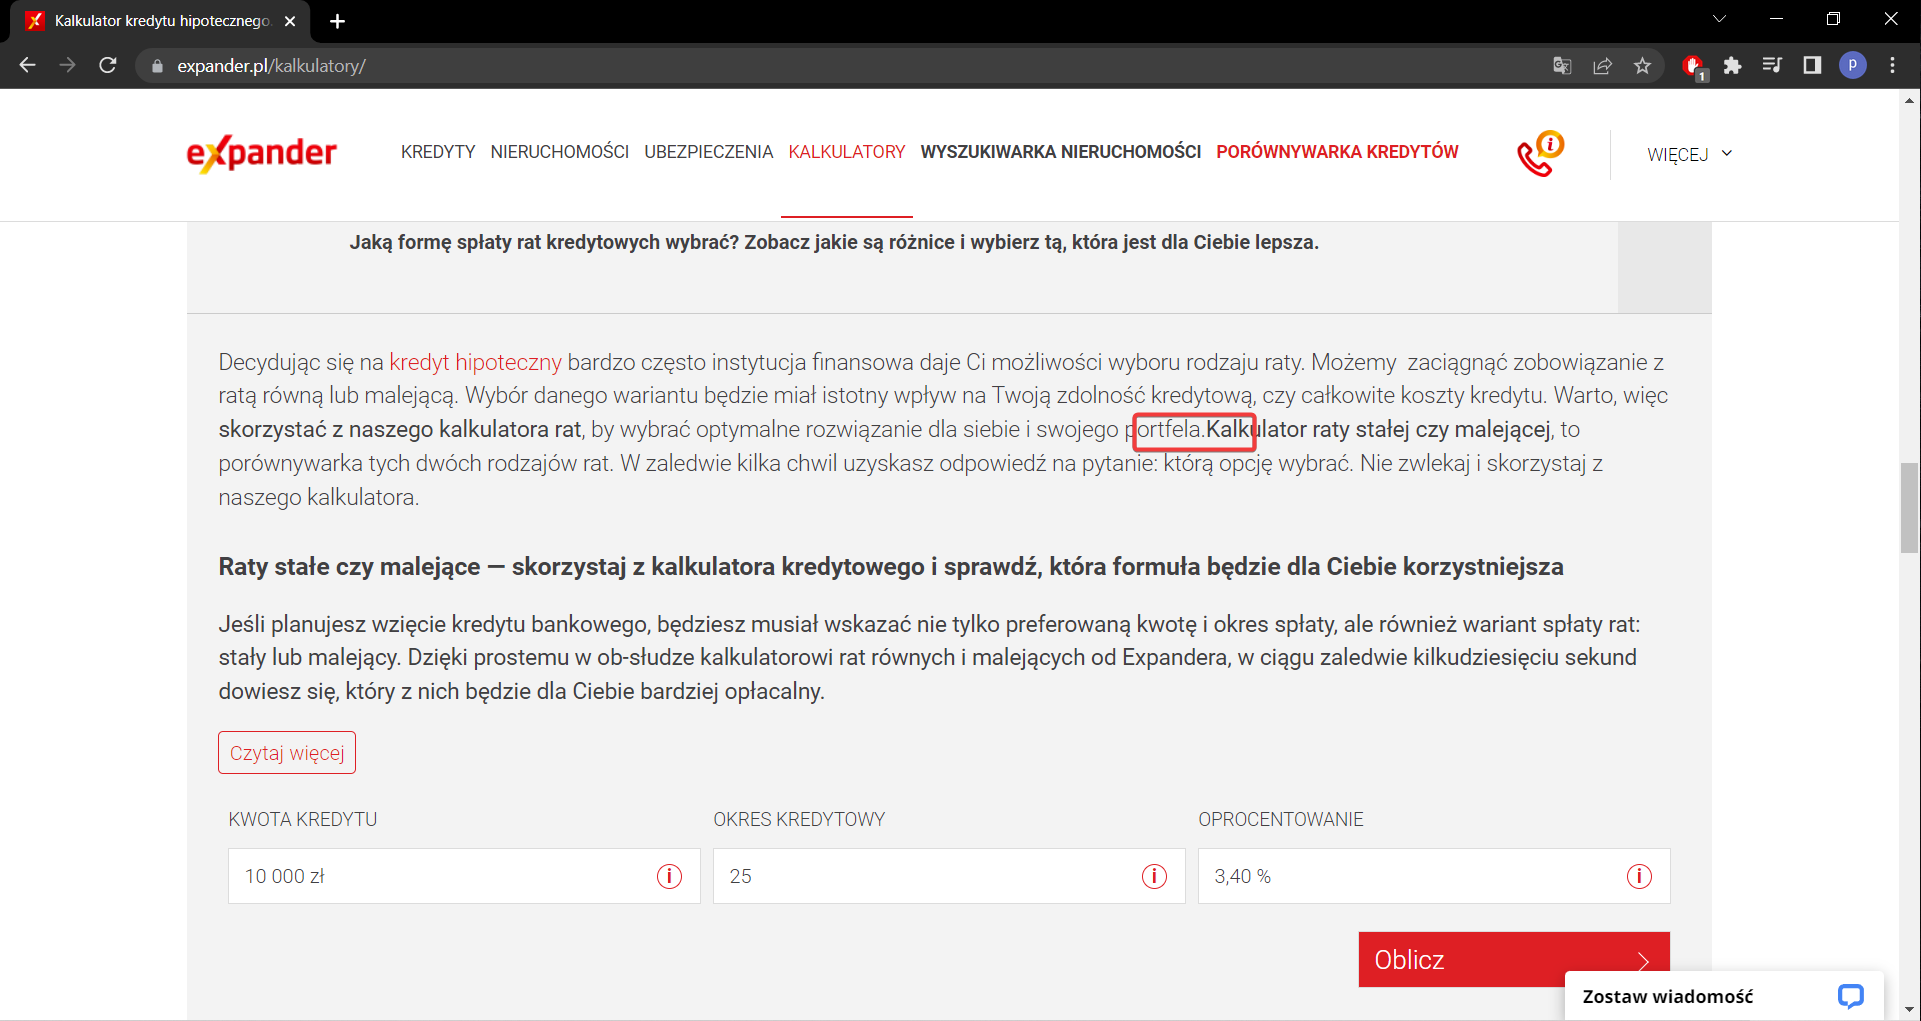 Kalkulator kredytu hipotecznego.
expander.pl/kalkulatory/
1
P
expander
KREDYTY NIERUCHOMOŚCI UBEZPIECZENIA KALKULATORY WYSZUKIWARKA NIERUCHOMOŚCI PORÓWNYWARKA KREDYTÓW
i
WIĘCEJ
Jaką formę spłaty rat kredytowych wybrać? Zobacz jakie są różnice i wybierz tą, która jest dla Ciebie lepsza.
Decydując się na kredyt hipoteczny bardzo często instytucja finansowa daje Ci możliwości wyboru rodzaju raty. Możemy  zaciągnąć zobowiązanie z
ratą równą lub malejącą. Wybór danego wariantu będzie miał istotny wpływ na Twoją zdolność kredytową, czy całkowite koszty kredytu. Warto, więc
skorzystać z naszego kalkulatora rat, by wybrać optymalne rozwiązanie dla siebie i swojego portfela.Kalkulator raty stałej czy malejącej, to
porównywarka tych dwóch rodzajów rat. W zaledwie kilka chwil uzyskasz odpowiedź na pytanie: którą opcję wybrać. Nie zwlekaj i skorzystaj z
naszego kalkulatora.
Raty stałe czy malejące — skorzystaj z kalkulatora kredytowego i sprawdź, która formuła będzie dla Ciebie korzystniejsza
Jeśli planujesz wzięcie kredytu bankowego, będziesz musiał wskazać nie tylko preferowaną kwotę i okres spłaty, ale również wariant spłaty rat:
stały lub malejący. Dzięki prostemu w ob-słudze kalkulatorowi rat równych i malejących od Expandera, w ciągu zaledwie kilkudziesięciu sekund
dowiesz się, który z nich będzie dla Ciebie bardziej opłacalny.
Czytaj więcej
KWOTA KREDYTU OKRES KREDYTOWY OPROCENTOWANIE
10 000 zł i 25 i 3,40 % i
Oblicz
Zostaw wiadomość